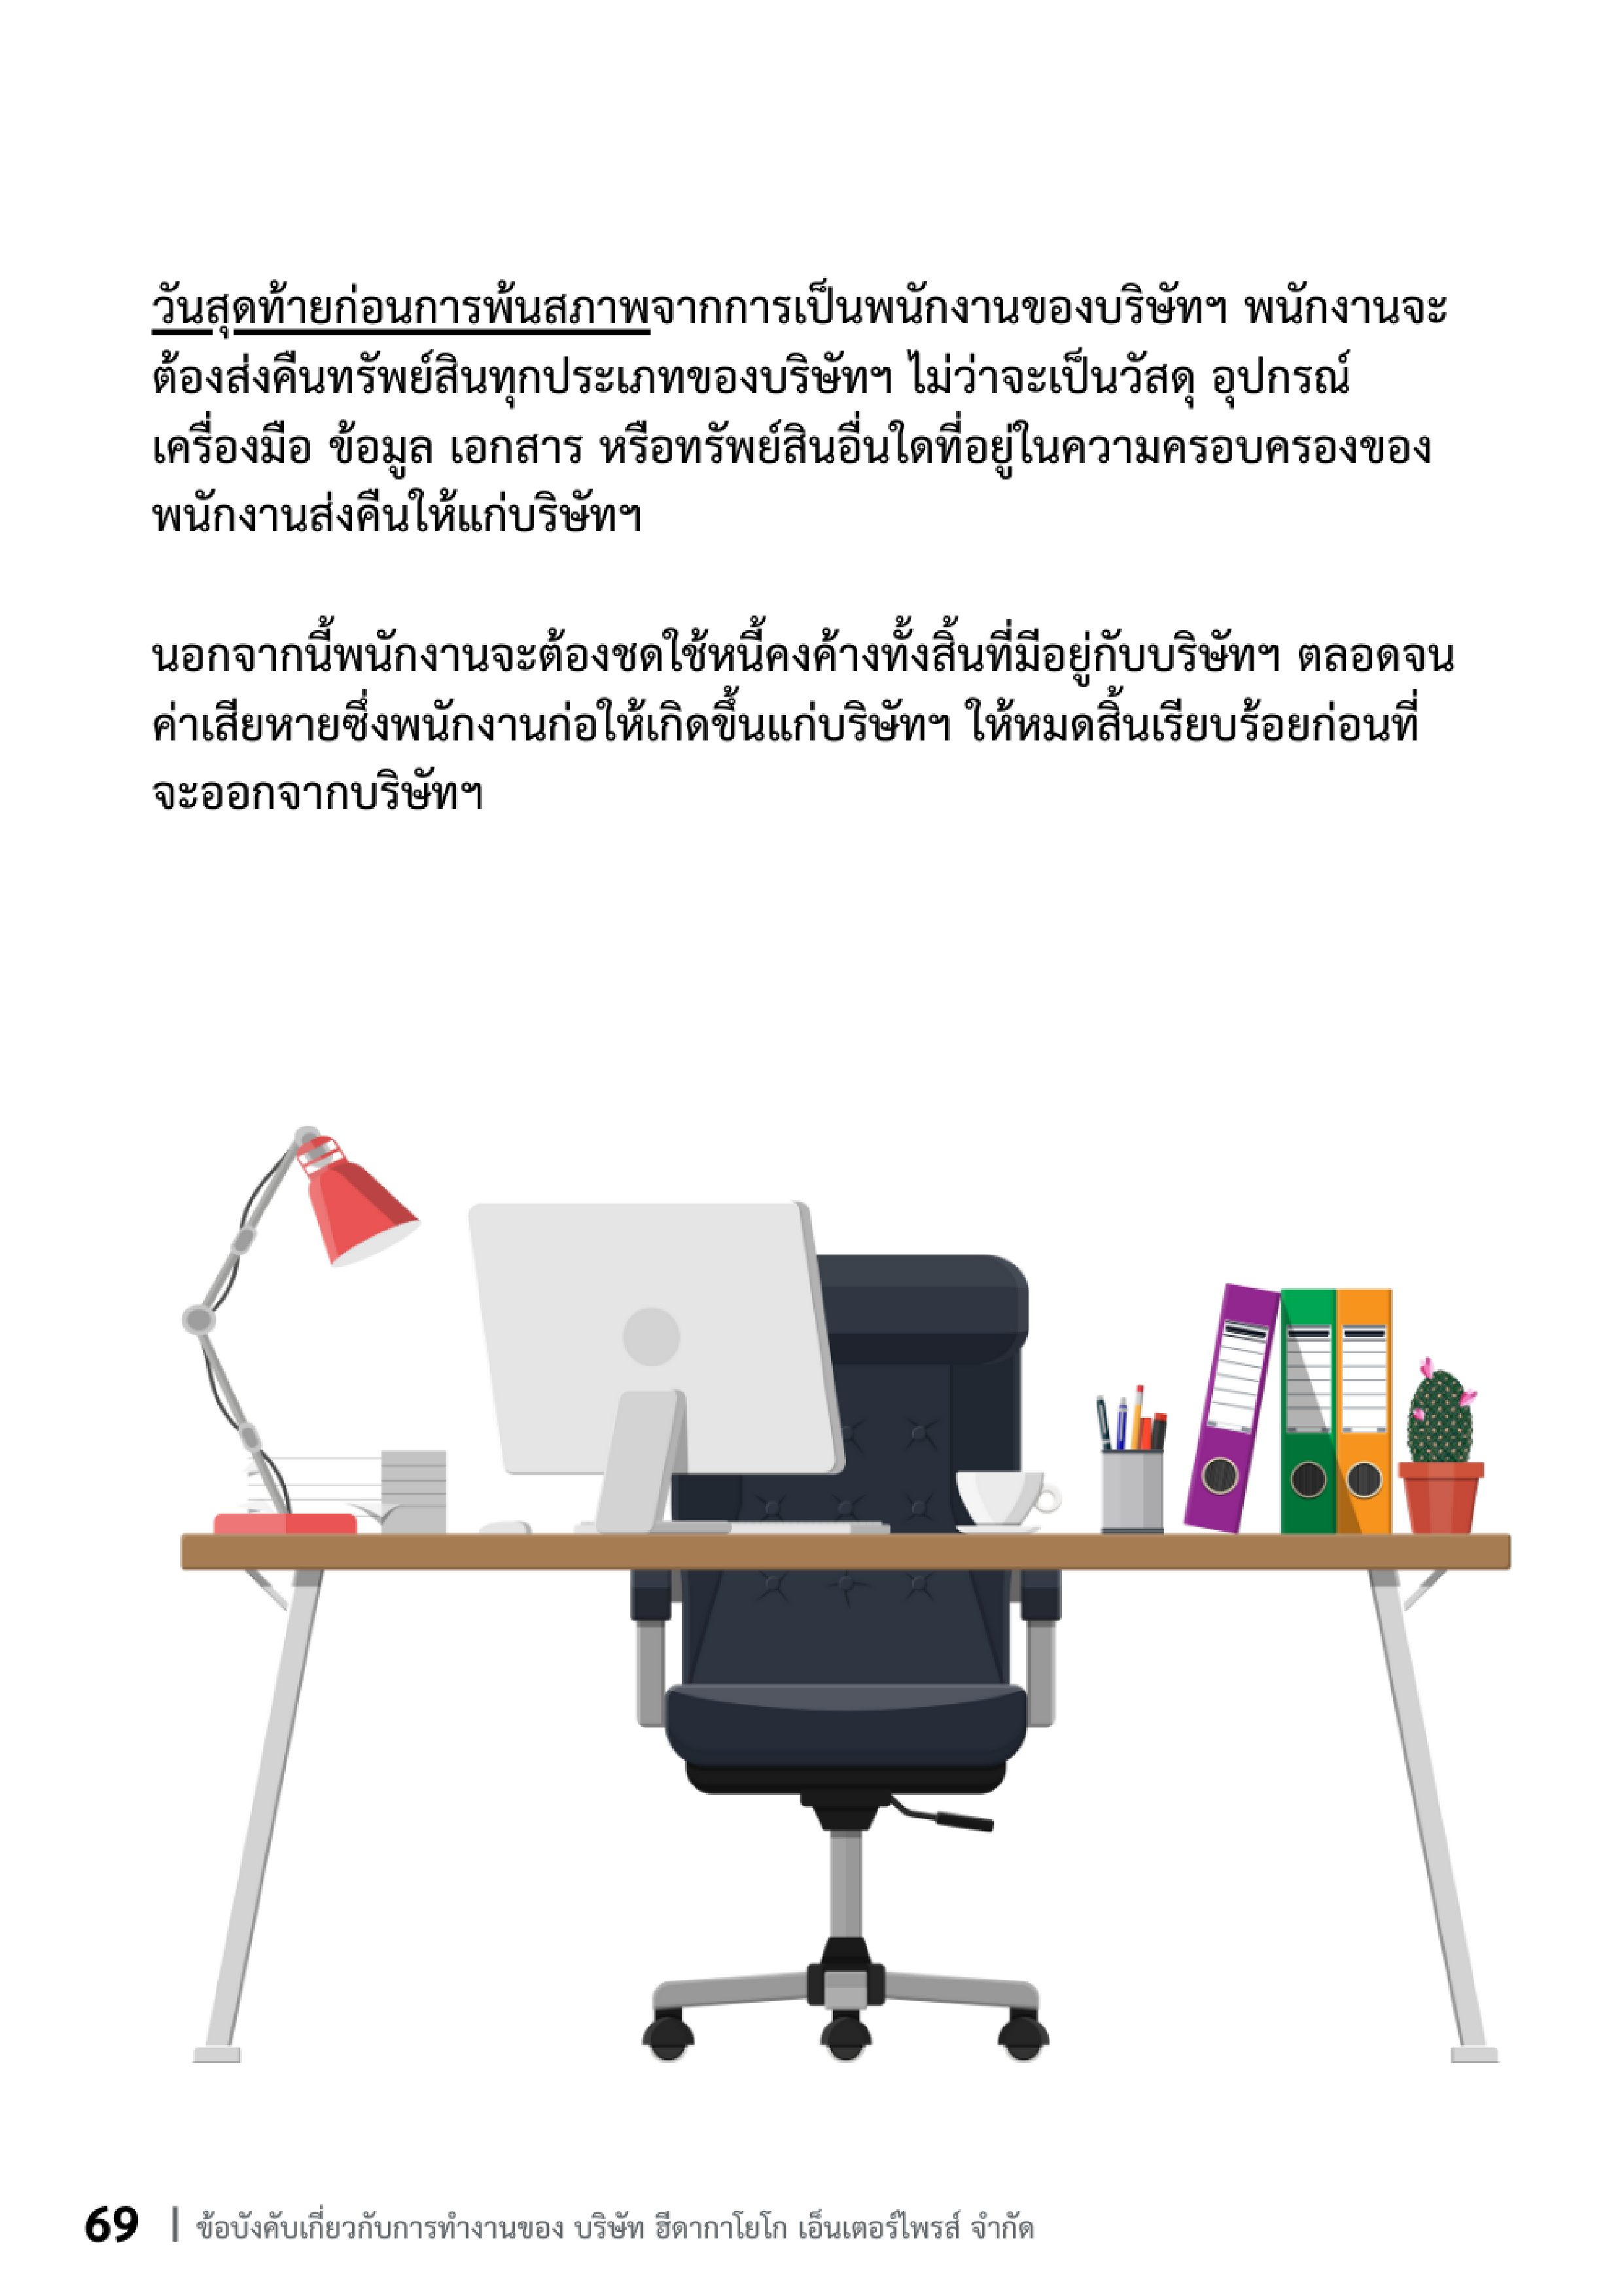 วันสุดท้ายก่อนการพ้นสภาพจากการเป็นพนักงานของบริษัทฯ พนักงานจะ
ต้องส่งคืนทรัพย์สินทุกประเภทของบริษัทฯ ไม่ว่าจะเป็นวัสดุ อุปกรณ์
เครื่องมือ ข้อมูล เอกสาร หรือทรัพย์สินอื่นใดที่อยู่ในความครอบครองของ
พนักงานส่งคืนให้แก่บริษัทฯ
นอกจากนี้พนักงานจะต้องชดใช้หนี้คงค้างทั้งสิ้นที่มีอยู่กับบริษัทฯ ตลอดจน
ค่าเสียหายซึ่งพนักงานก่อให้เกิดขึ้นแก่บริษัทฯ ให้หมดสิ้นเรียบร้อยก่อนที่
จะออกจากบริษัทฯ
69 | ข้อบังคับเกี่ยวกับการทำงานของ บริษัท ฮีดากาโยโก เอ็นเตอร์ไพรส์ จำกัด